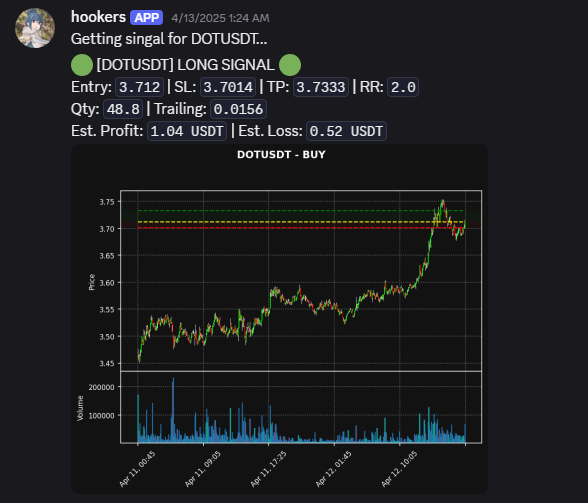 hookers APP 4/13/2025 1:24 AM
Getting singal for DOTUSDT...
[DOTUSDT] LONG SIGNAL
Entry: 3.712 | SL: 3.7014 | TP: 3.7333 | RR: 2.0
Qty: 48.8 | Trailing: 0.0156
Est. Profit: 1.04 USDT | Est. Loss: 0.52 USDT
DOTUSDT - BUY
3.75
3.70
3.65
3.60
3.55
3.50
3.45
Price
200000
100000
Volume
Apr 11, 00:45
Apr 11, 09:05
Apr 11, 17:25
Apr 12, 01:45
Apr 12, 10:05